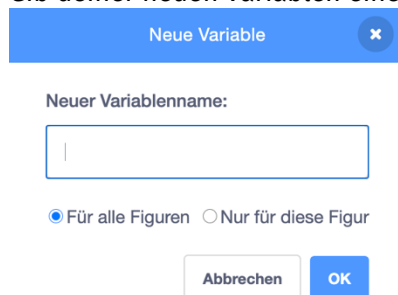 Neue Variable
Neuer Variablenname:
Für alle Figuren Nur für diese Figur
Abbrechen OK